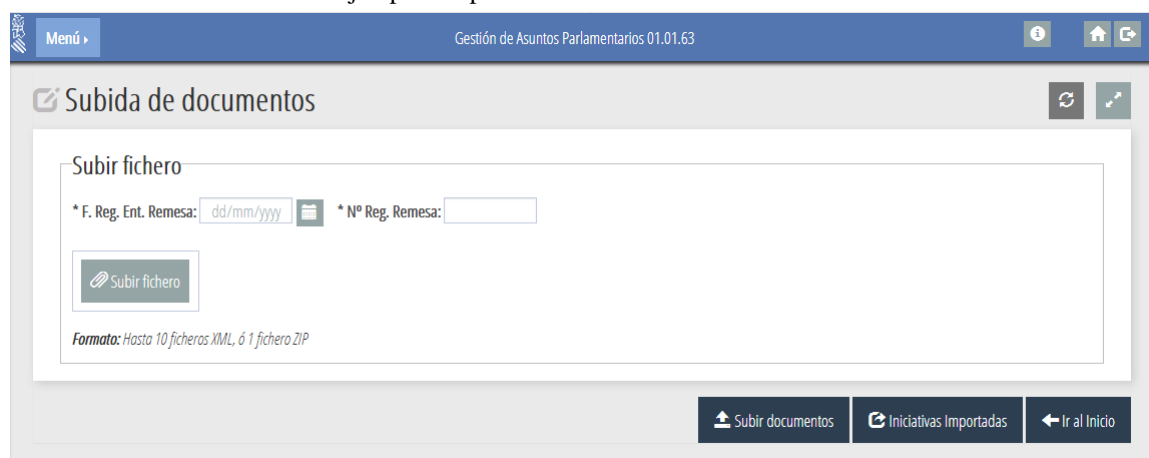 Menú
Gestión de Asuntos Parlamentarios 01.01.63
Subida de documentos
Subir fichero
* F. Reg. Ent. Remesa: dd/mm/yyyy * Nº Reg. Remesa:
Subir fichero
Formato: Hasta 10 ficheros XML, ó 1 fichero ZIP
Subir documentos Iniciativas Importadas Ir al Inicio